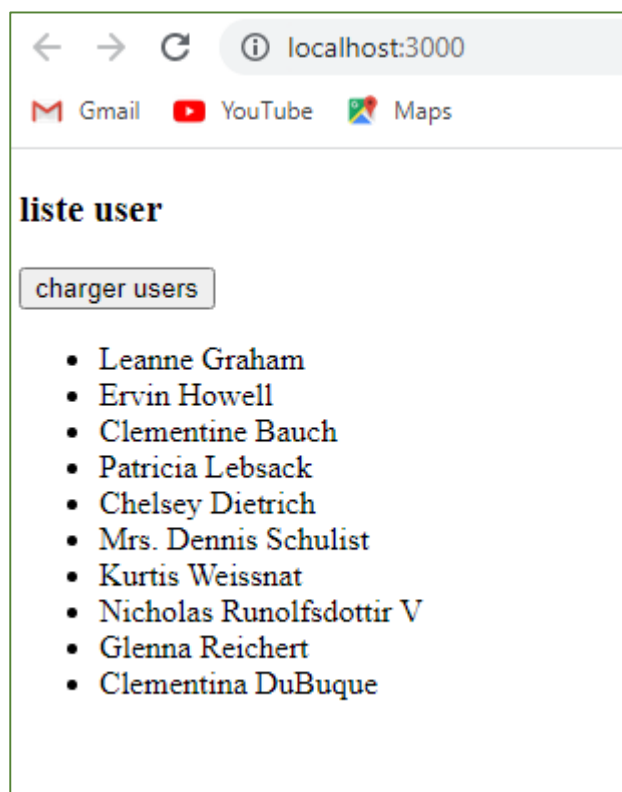 localhost:3000
Gmail YouTube Maps
liste user
charger users
Leanne Graham
Ervin Howell
Clementine Bauch
Patricia Lebsack
Chelsey Dietrich
Mrs. Dennis Schulist
Kurtis Weissnat
Nicholas Runolfsdottir V
Glenna Reichert
Clementina DuBuque